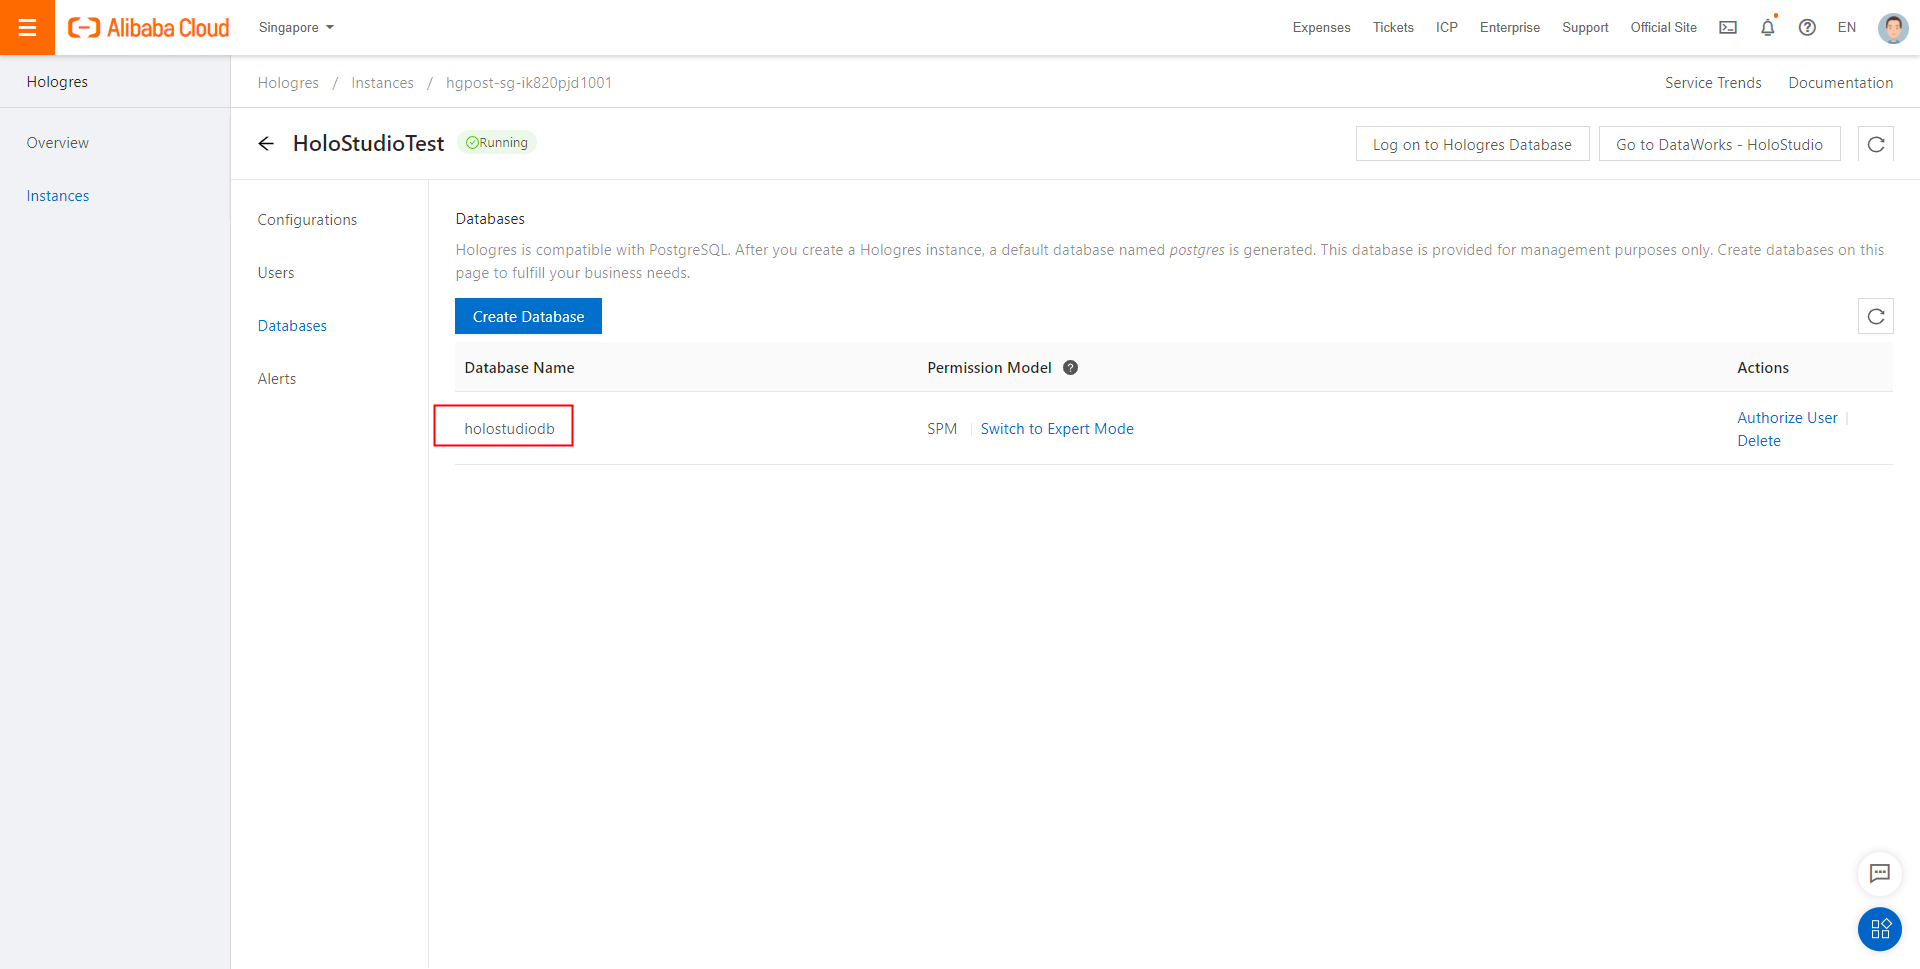 Alibaba Cloud
Singapore
Expenses Tickets ICP Enterprise Support Official Site EN
Hologres
Hologres / Instances / hgpost-sg-ik820pjd1001
Service Trends Documentation
Overview
Instances
HoloStudioTest Running
Log on to Hologres Database Go to DataWorks - HoloStudio
Configurations
Users
Databases
Alerts
Databases
Hologres is compatible with PostgreSQL. After you create a Hologres instance, a default database named postgres is generated. This database is provided for management purposes only. Create databases on this
page to fulfill your business needs.
Create Database
Database Name Permission Model Actions
holostudiodb SPM Switch to Expert Mode Authorize User
Delete